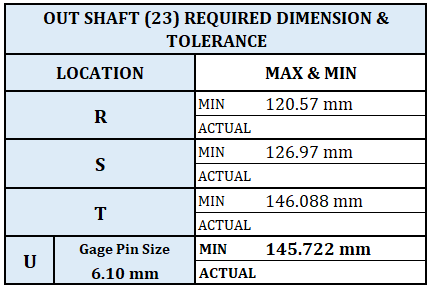 OUT SHAFT (23) REQUIRED DIMENSION &
TOLERANCE
LOCATION MAX & MIN
R MIN 120.57 mm
ACTUAL
S MIN 126.97 mm
ACTUAL
T MIN 146.088 mm
ACTUAL
U Gage Pin Size MIN 145.722 mm
6.10 mm ACTUAL